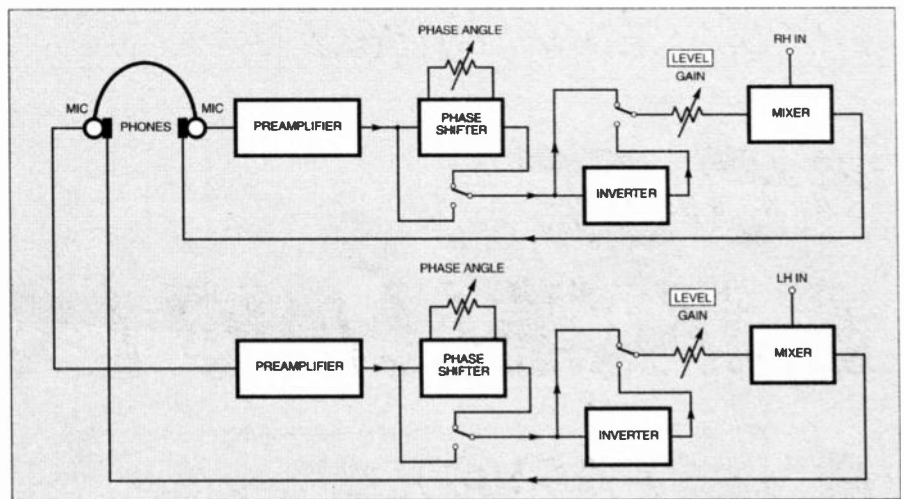 PHASE ANGLE
RH IN
LEVEL
GAIN
MIC
PHONES
MIC
PREAMPLIFIER
PHASE
SHIFTER
MIXER
INVERTER
PHASE ANGLE
LH IN
LEVEL
GAIN
PREAMPLIFIER
PHASE
SHIFTER
MIXER
INVERTER